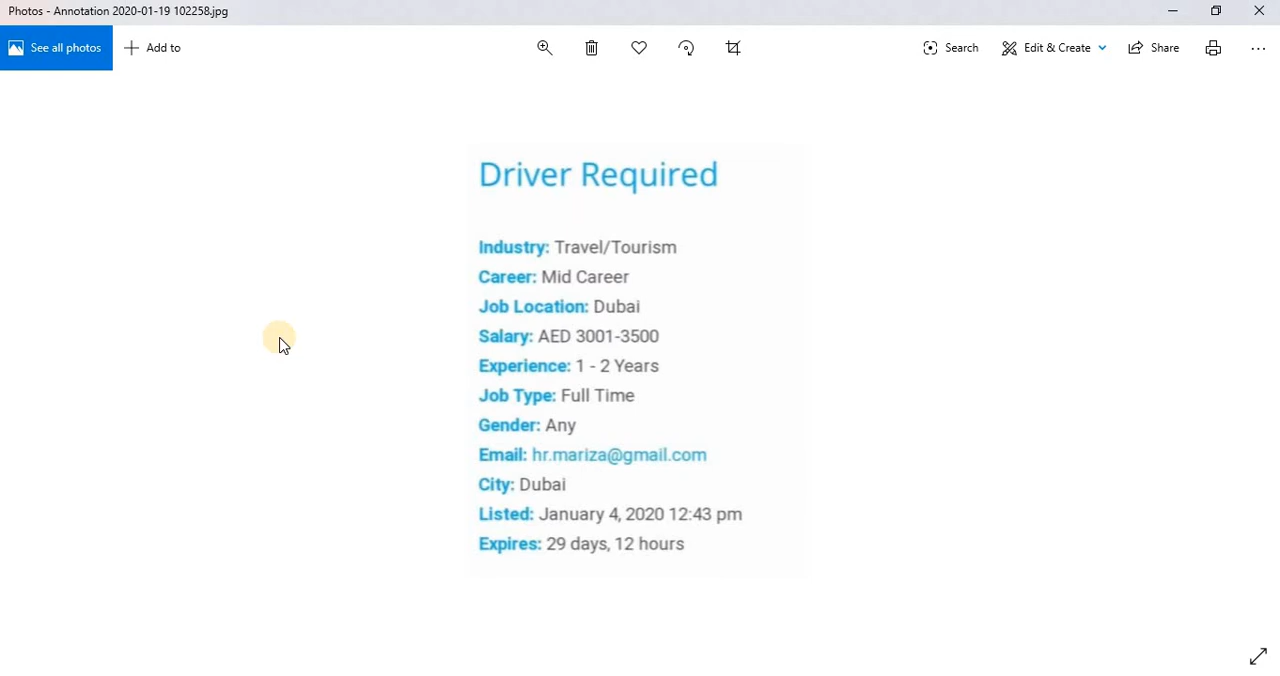 Photos - Annotation 2020-01-19 102258.jpg
See all photos
Add to
Search
Edit & Create
Share
Driver Required
Industry: Travel/Tourism
Career: Mid Career
Job Location: Dubai
Salary: AED 3001-3500
Experience: 1 - 2 Years
Job Type: Full Time
Gender: Any
Email: hr.mariza@gmail.com
City: Dubai
Listed: January 4, 2020 12:43 pm
Expires: 29 days, 12 hours